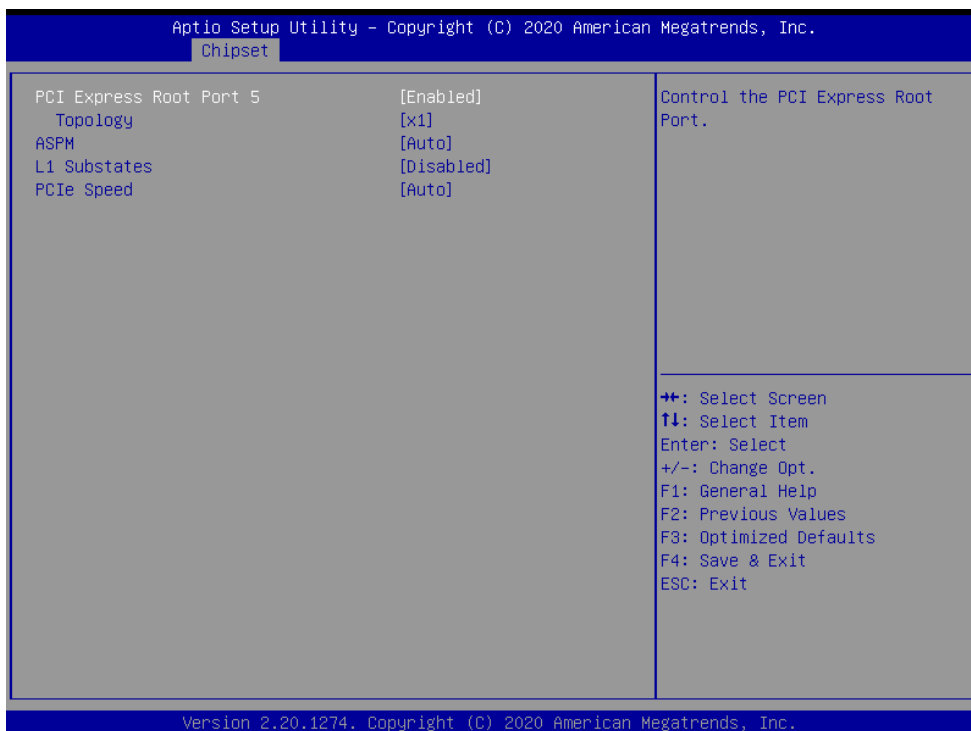 Aptio Setup Utility – Copyright (C) 2020 American Megatrends, Inc.
Chipset
PCI Express Root Port 5 [Enabled]
Topology [x1]
ASPM [Auto]
L1 Substates [Disabled]
PCIe Speed [Auto]
Control the PCI Express Root
Port.
→←: Select Screen
↑↓: Select Item
Enter: Select
+/-: Change Opt.
F1: General Help
F2: Previous Values
F3: Optimized Defaults
F4: Save & Exit
ESC: Exit
Version 2.20.1274. Copyright (C) 2020 American Megatrends, Inc.